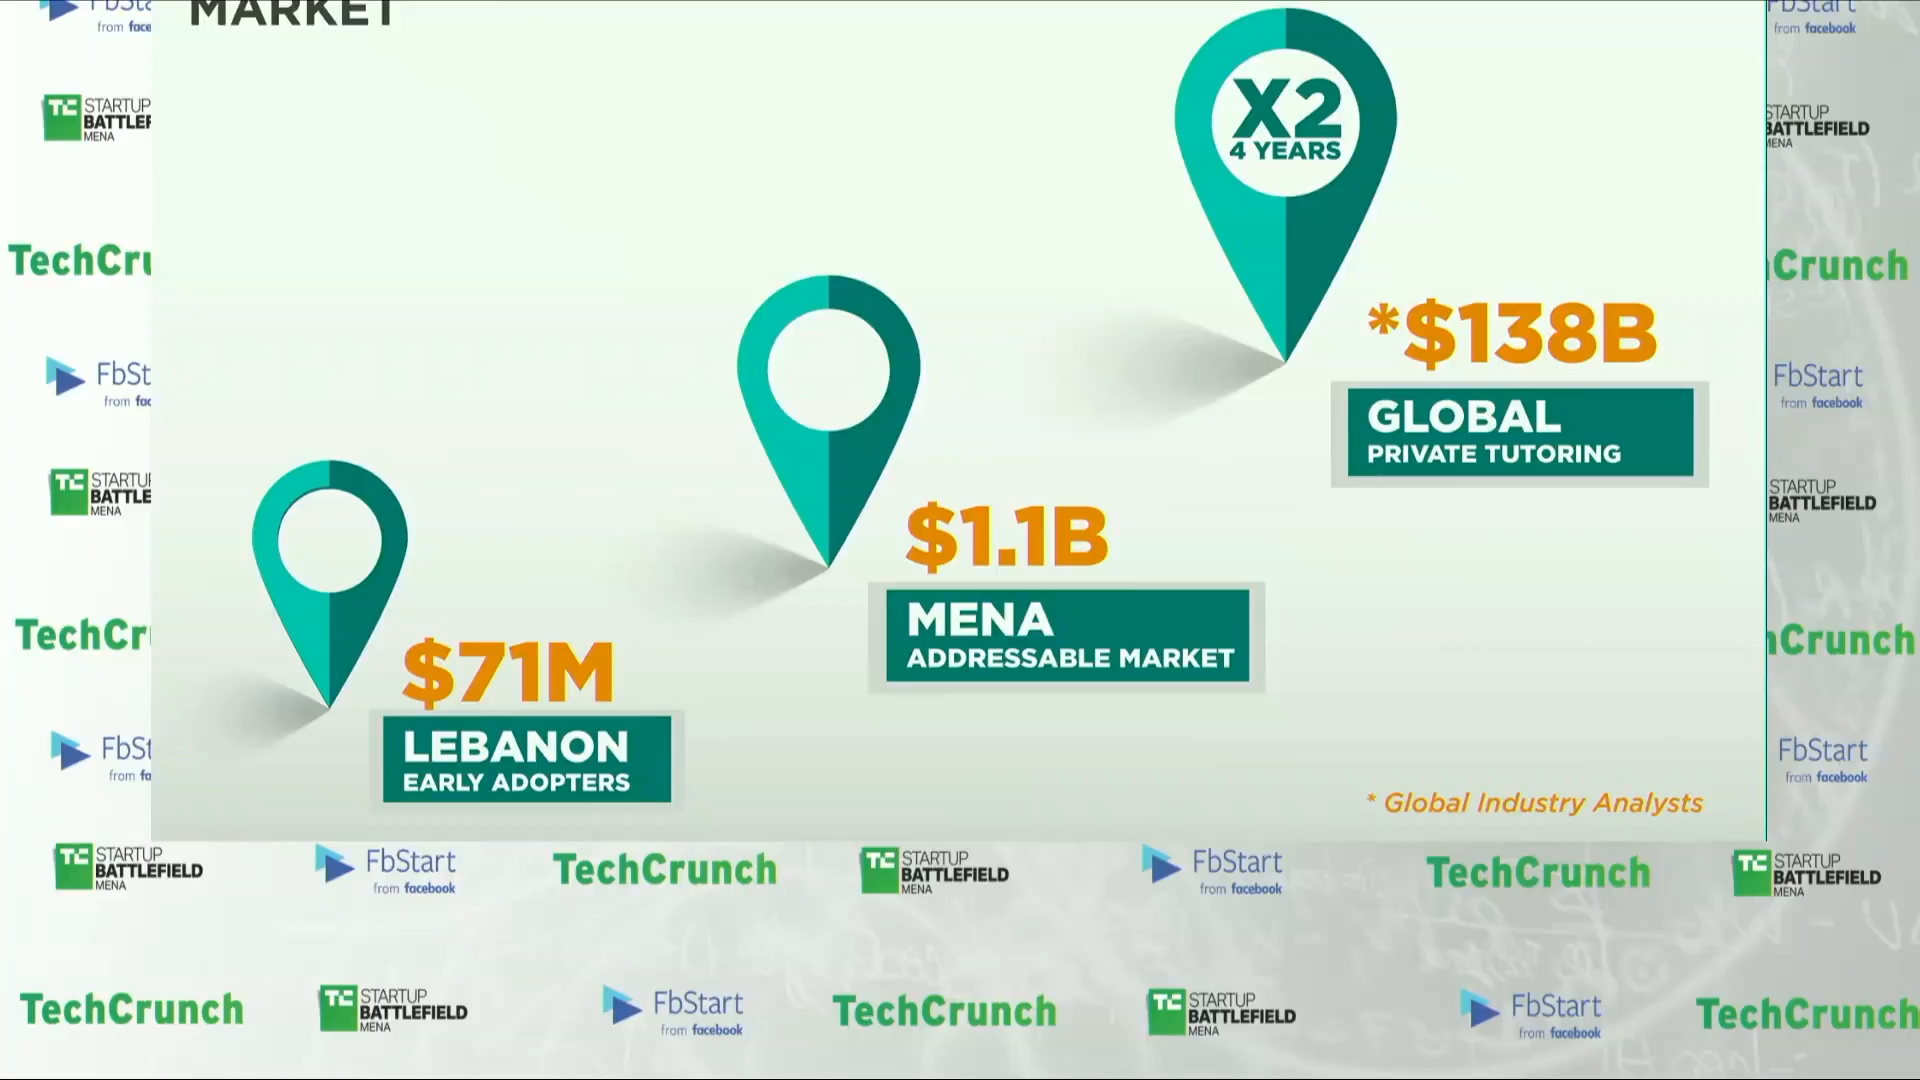 MARKET
X2
4 YEARS
*$138B
GLOBAL
PRIVATE TUTORING
$1.1B
MENA
ADDRESSABLE MARKET
$71M
LEBANON
EARLY ADOPTERS
* Global Industry Analysts
from facebook
STARTUP
BATTLEFIELD
MENA
FbStart
from facebook
STARTUP
BATTLEFIELD
MENA
FbStart
from facebook
STARTUP
BATTLEFIELD
MENA
FbStart
from facebook
TechCrunch
STARTUP
BATTLEFIELD
MENA
FbStart
from facebook
TechCrunch
STARTUP
BATTLEFIELD
MENA
TechCrunch
STARTUP
BATTLEFIELD
MENA
FbStart
from facebook
TechCrunch
STARTUP
BATTLEFIELD
MENA
FbStart
from facebook
TechCrunch